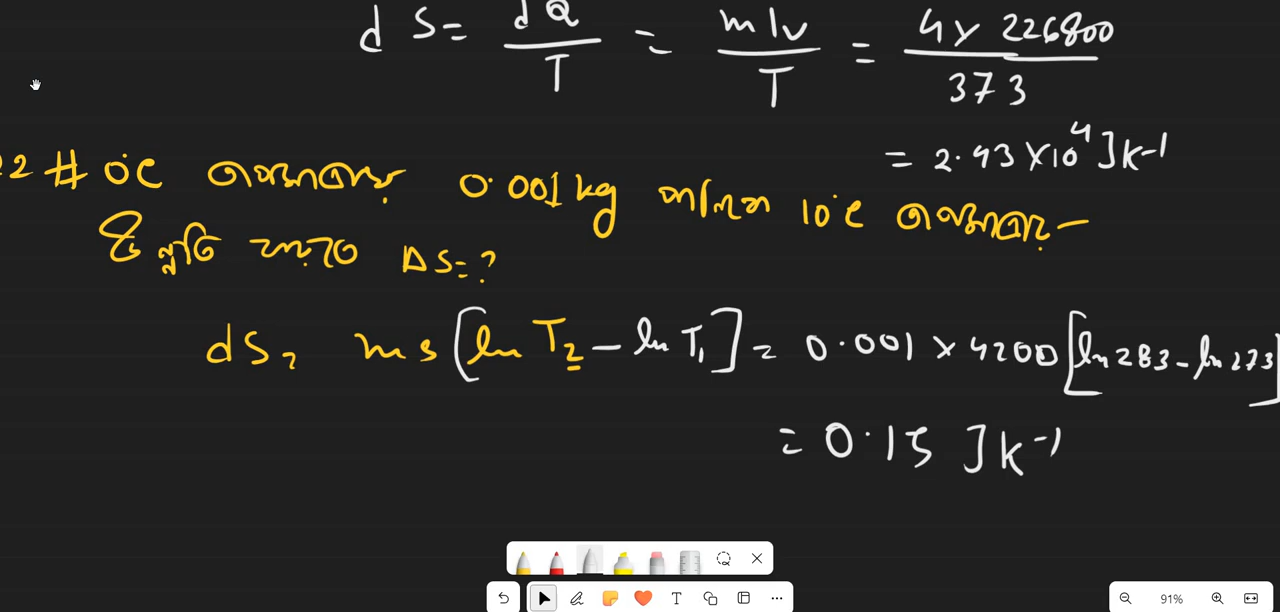 dS = dQ/T = mlv/T = 4 × 226800/373
= 2.43 × 10⁴ JK⁻¹
2 # 0°C তাপমাত্রায় 0.001 kg পানিকে 10°C তাপমাত্রায়
উন্নীত করতে ΔS = ?
dS = ms [ln T₂ - ln T₁] = 0.001 × 4200 [ln 283 - ln 273]
= 0.15 JK⁻¹
91%